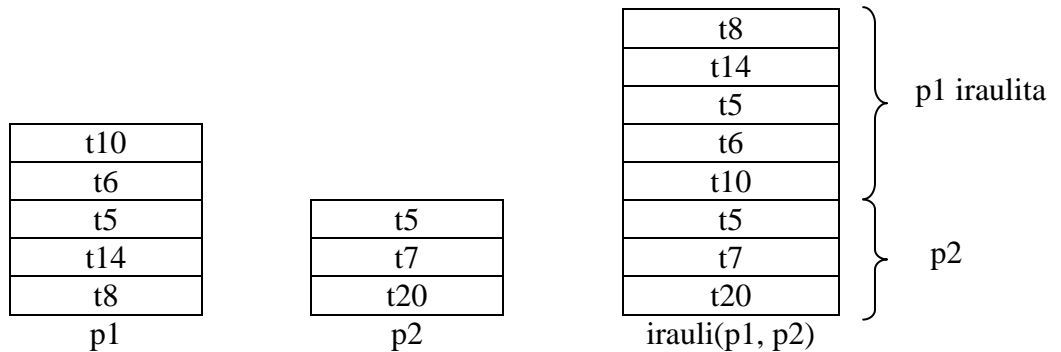 t10
t6
t5
t14
t8
p1
t5
t7
t20
p2
t8
t14
t5
t6
t10
t5
t7
t20
irauli(p1, p2)
p1 iraulita
p2